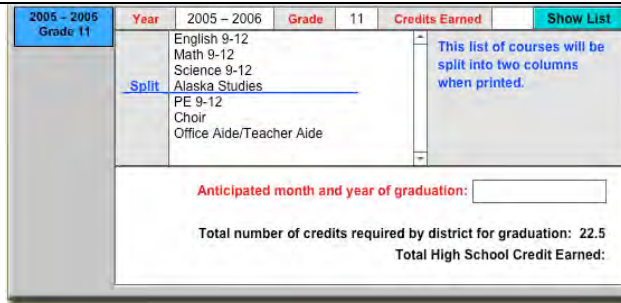 2005 – 2005
Grade 11
Year 2005 – 2006 Grade 11 Credits Earned Show List
English 9-12
Math 9-12
Science 9-12
Split Alaska Studies
PE 9-12
Choir
Office Aide/Teacher Aide
This list of courses will be
split into two columns
when printed.
Anticipated month and year of graduation:
Total number of credits required by district for graduation: 22.5
Total High School Credit Earned: